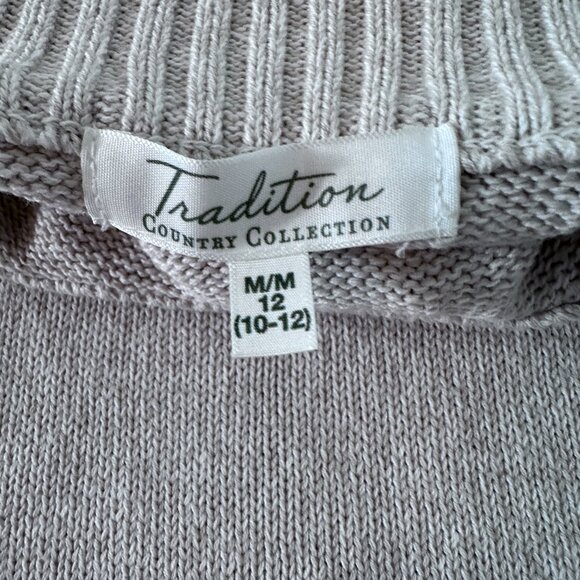 Tradition
COUNTRY COLLECTION
M/M
12
(10-12)